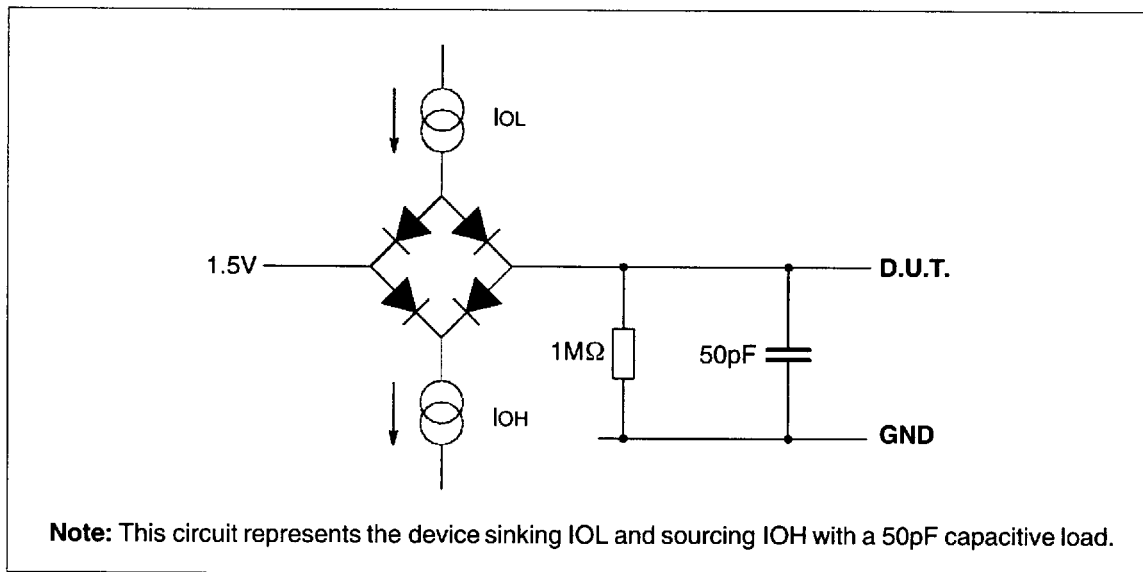 IOL
1.5V
D.U.T.
1MΩ
50pF
IOH
GND
Note: This circuit represents the device sinking IOL and sourcing IOH with a 50pF capacitive load.